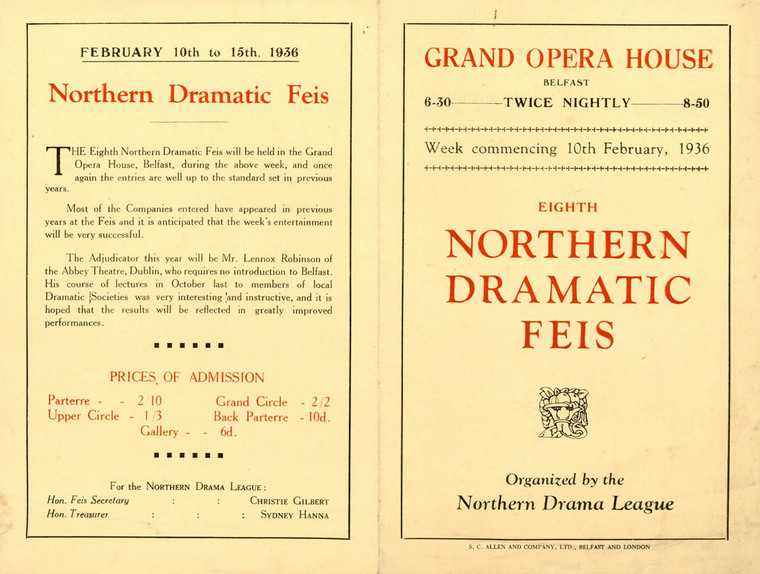 FEBRUARY 10th to 15th, 1936
Northern Dramatic Feis
THE Eighth Northern Dramatic Feis will be held in the Grand
Opera House, Belfast, during the above week, and once
again the entries are well up to the standard set in previous
years.
Most of the Companies entered have appeared in previous
years at the Feis and it is anticipated that the week's entertainment
will be very successful.
The Adjudicator this year will be Mr. Lennox Robinson of
the Abbey Theatre, Dublin, who requires no introduction to Belfast.
His course of lectures in October last to members of local
Dramatic Societies was very interesting and instructive, and it is
hoped that the results will be reflected in greatly improved
performances.
PRICES OF ADMISSION
Parterre - - 2/10 Grand Circle - 2/2
Upper Circle - 1/3 Back Parterre - 10d.
Gallery - - 6d.
For the NORTHERN DRAMA LEAGUE :
Hon. Feis Secretary : : CHRISTIE GILBERT
Hon. Treasurer : : : SYDNEY HANNA
GRAND OPERA HOUSE
BELFAST
6-30 TWICE NIGHTLY 8-50
Week commencing 10th February, 1936
EIGHTH
NORTHERN
DRAMATIC
FEIS
Organized by the
Northern Drama League
S. C. ALLEN AND COMPANY, LTD., BELFAST AND LONDON